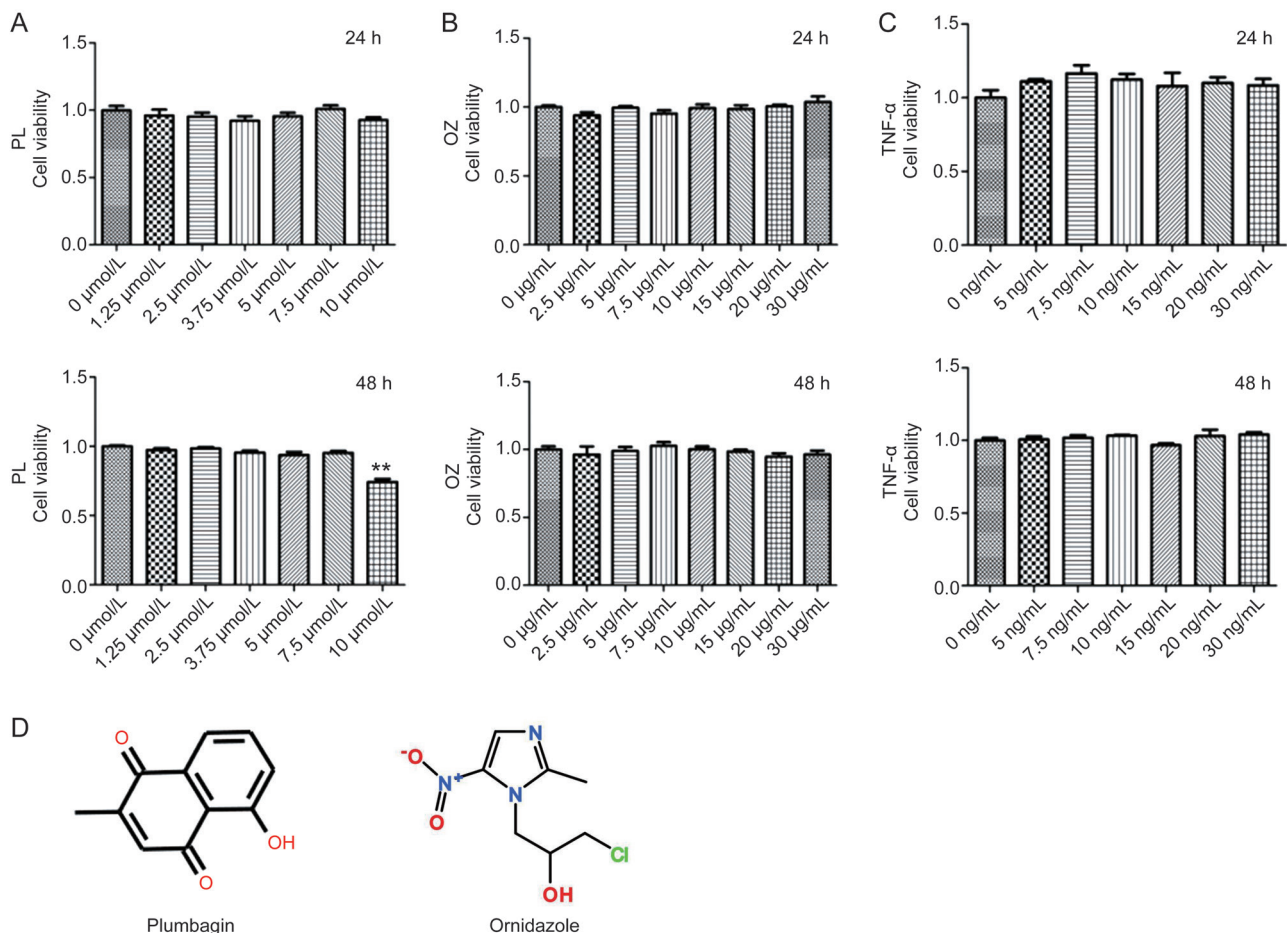 A
24 h
PL
Cell viability
1.5
1.0
0.5
0.0
0 µmol/L
1.25 µmol/L
2.5 µmol/L
3.75 µmol/L
5 µmol/L
7.5 µmol/L
10 µmol/L
B
24 h
OZ
Cell viability
1.5
1.0
0.5
0.0
0 µg/mL
2.5 µg/mL
5 µg/mL
7.5 µg/mL
10 µg/mL
15 µg/mL
20 µg/mL
30 µg/mL
C
24 h
TNF-α
Cell viability
1.5
1.0
0.5
0.0
0 ng/mL
5 ng/mL
7.5 ng/mL
10 ng/mL
15 ng/mL
20 ng/mL
30 ng/mL
48 h
PL
Cell viability
1.5
1.0
0.5
0.0
**
0 µmol/L
1.25 µmol/L
2.5 µmol/L
3.75 µmol/L
5 µmol/L
7.5 µmol/L
10 µmol/L
48 h
OZ
Cell viability
1.5
1.0
0.5
0.0
0 µg/mL
2.5 µg/mL
5 µg/mL
7.5 µg/mL
10 µg/mL
15 µg/mL
20 µg/mL
30 µg/mL
48 h
TNF-α
Cell viability
1.5
1.0
0.5
0.0
0 ng/mL
5 ng/mL
7.5 ng/mL
10 ng/mL
15 ng/mL
20 ng/mL
30 ng/mL
D
O
OH
O
Plumbagin
⁻O
N⁺
O
N
N
Cl
OH
Ornidazole